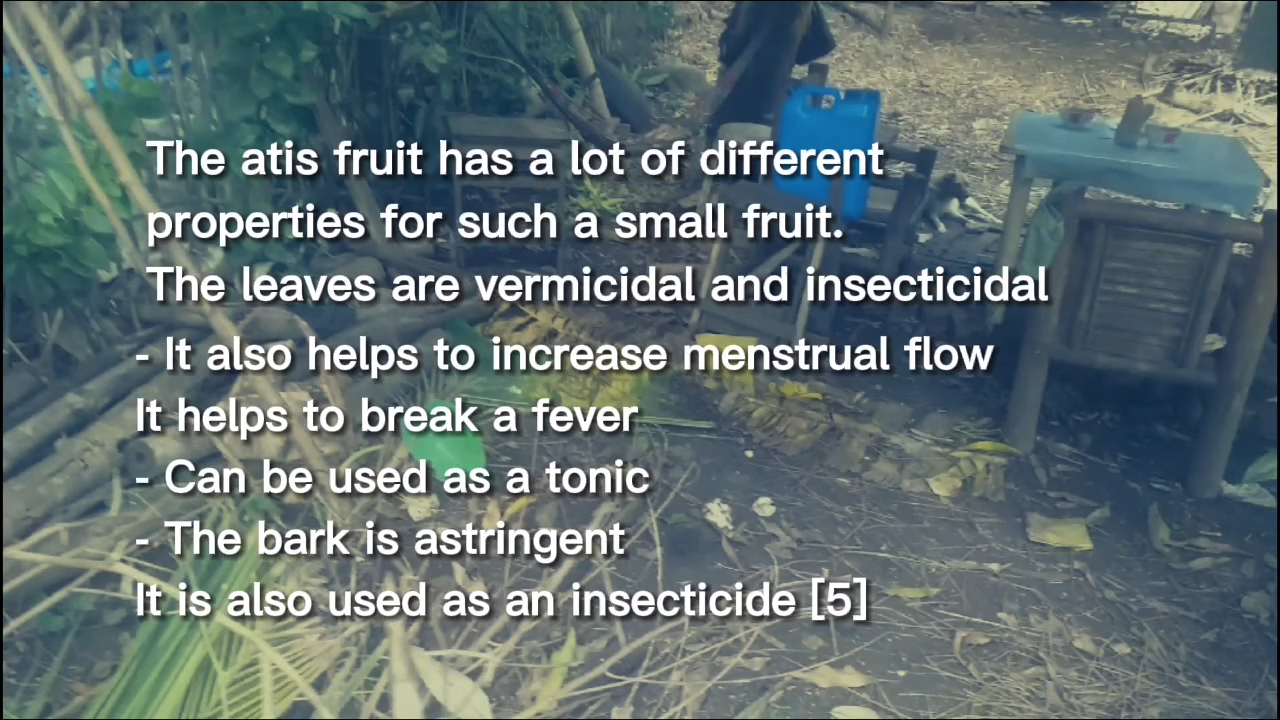 The atis fruit has a lot of different
properties for such a small fruit.
The leaves are vermicidal and insecticidal
- It also helps to increase menstrual flow
It helps to break a fever
- Can be used as a tonic
- The bark is astringent
It is also used as an insecticide [5]